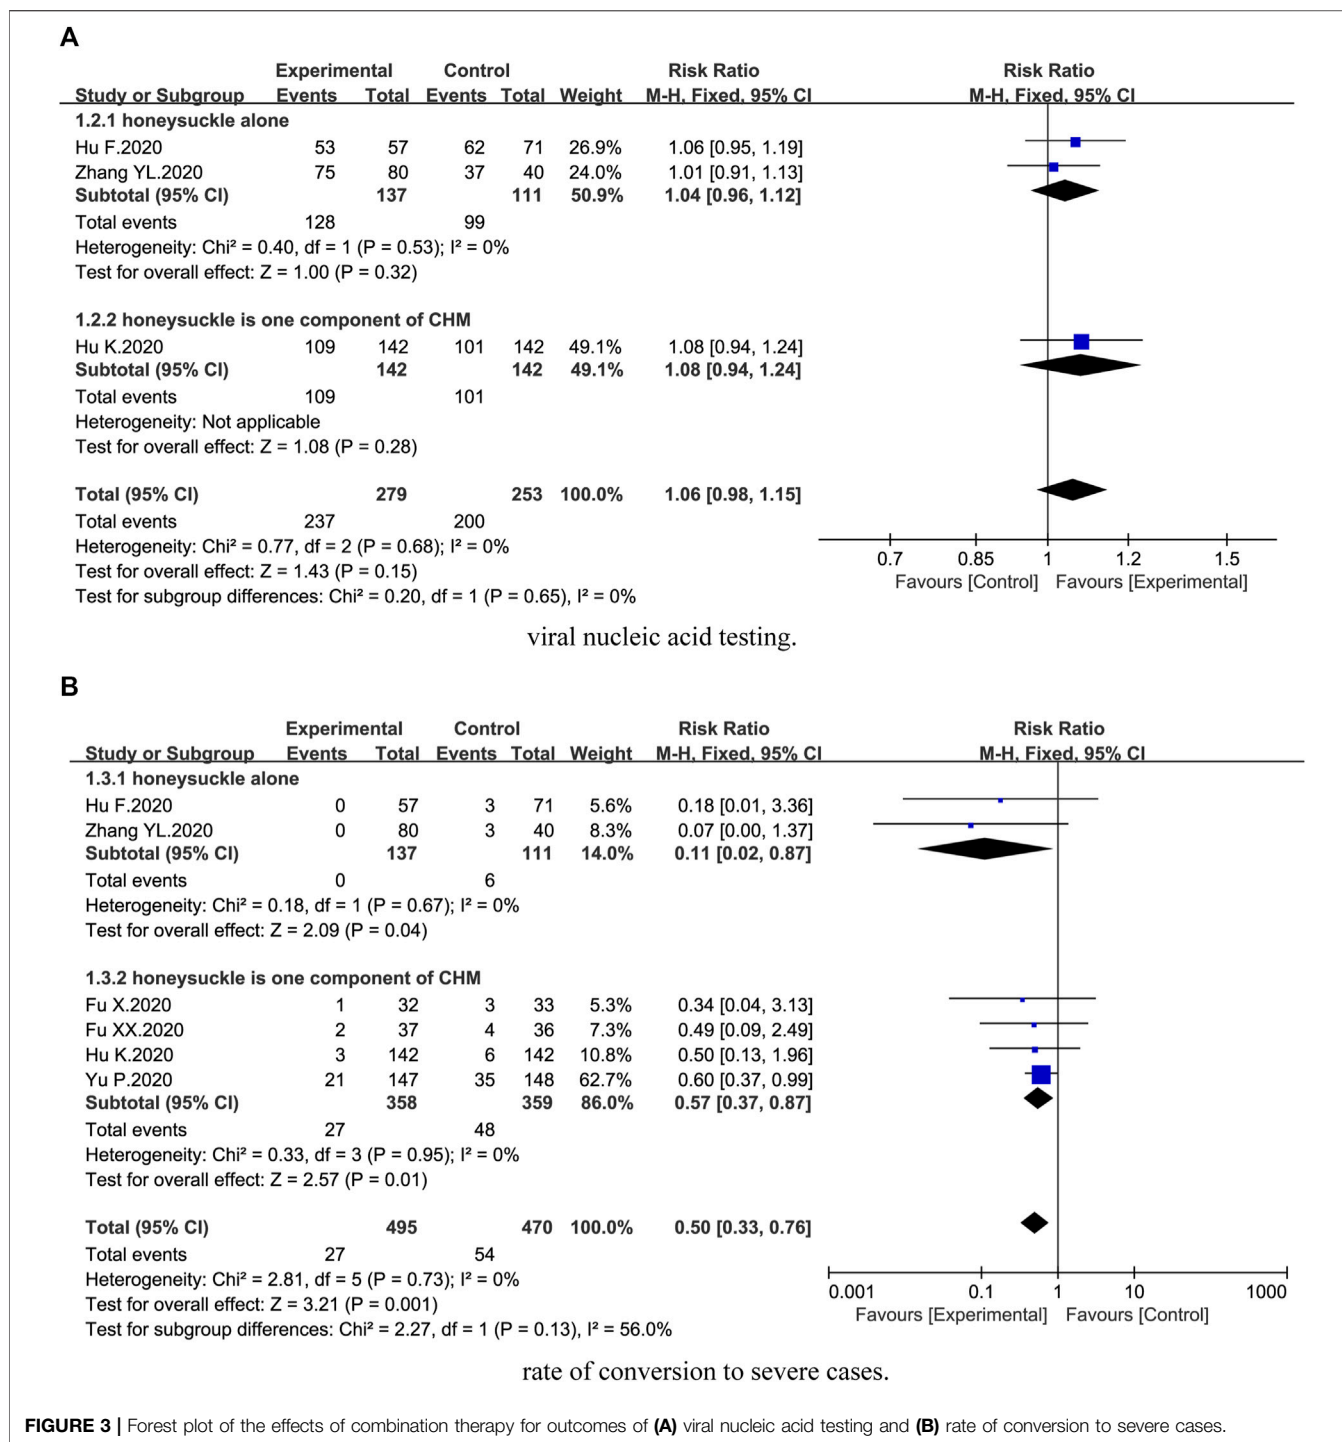 A
Experimental Control Risk Ratio Risk Ratio
Study or Subgroup Events Total Events Total Weight M-H, Fixed, 95% CI M-H, Fixed, 95% CI
1.2.1 honeysuckle alone
Hu F.2020 53 57 62 71 26.9% 1.06 [0.95, 1.19]
Zhang YL.2020 75 80 37 40 24.0% 1.01 [0.91, 1.13]
Subtotal (95% CI) 137 111 50.9% 1.04 [0.96, 1.12]
Total events 128 99
Heterogeneity: Chi² = 0.40, df = 1 (P = 0.53); I² = 0%
Test for overall effect: Z = 1.00 (P = 0.32)
1.2.2 honeysuckle is one component of CHM
Hu K.2020 109 142 101 142 49.1% 1.08 [0.94, 1.24]
Subtotal (95% CI) 142 142 49.1% 1.08 [0.94, 1.24]
Total events 109 101
Heterogeneity: Not applicable
Test for overall effect: Z = 1.08 (P = 0.28)
Total (95% CI) 279 253 100.0% 1.06 [0.98, 1.15]
Total events 237 200
Heterogeneity: Chi² = 0.77, df = 2 (P = 0.68); I² = 0%
Test for overall effect: Z = 1.43 (P = 0.15)
Test for subgroup differences: Chi² = 0.20, df = 1 (P = 0.65), I² = 0%
0.7 0.85 1 1.2 1.5
Favours [Control] Favours [Experimental]
viral nucleic acid testing.
B
Experimental Control Risk Ratio Risk Ratio
Study or Subgroup Events Total Events Total Weight M-H, Fixed, 95% CI M-H, Fixed, 95% CI
1.3.1 honeysuckle alone
Hu F.2020 0 57 3 71 5.6% 0.18 [0.01, 3.36]
Zhang YL.2020 0 80 3 40 8.3% 0.07 [0.00, 1.37]
Subtotal (95% CI) 137 111 14.0% 0.11 [0.02, 0.87]
Total events 0 6
Heterogeneity: Chi² = 0.18, df = 1 (P = 0.67); I² = 0%
Test for overall effect: Z = 2.09 (P = 0.04)
1.3.2 honeysuckle is one component of CHM
Fu X.2020 1 32 3 33 5.3% 0.34 [0.04, 3.13]
Fu XX.2020 2 37 4 36 7.3% 0.49 [0.09, 2.49]
Hu K.2020 3 142 6 142 10.8% 0.50 [0.13, 1.96]
Yu P.2020 21 147 35 148 62.7% 0.60 [0.37, 0.99]
Subtotal (95% CI) 358 359 86.0% 0.57 [0.37, 0.87]
Total events 27 48
Heterogeneity: Chi² = 0.33, df = 3 (P = 0.95); I² = 0%
Test for overall effect: Z = 2.57 (P = 0.01)
Total (95% CI) 495 470 100.0% 0.50 [0.33, 0.76]
Total events 27 54
Heterogeneity: Chi² = 2.81, df = 5 (P = 0.73); I² = 0%
Test for overall effect: Z = 3.21 (P = 0.001)
Test for subgroup differences: Chi² = 2.27, df = 1 (P = 0.13), I² = 56.0%
0.001 0.1 1 10 1000
Favours [Experimental] Favours [Control]
rate of conversion to severe cases.
FIGURE 3 | Forest plot of the effects of combination therapy for outcomes of (A) viral nucleic acid testing and (B) rate of conversion to severe cases.